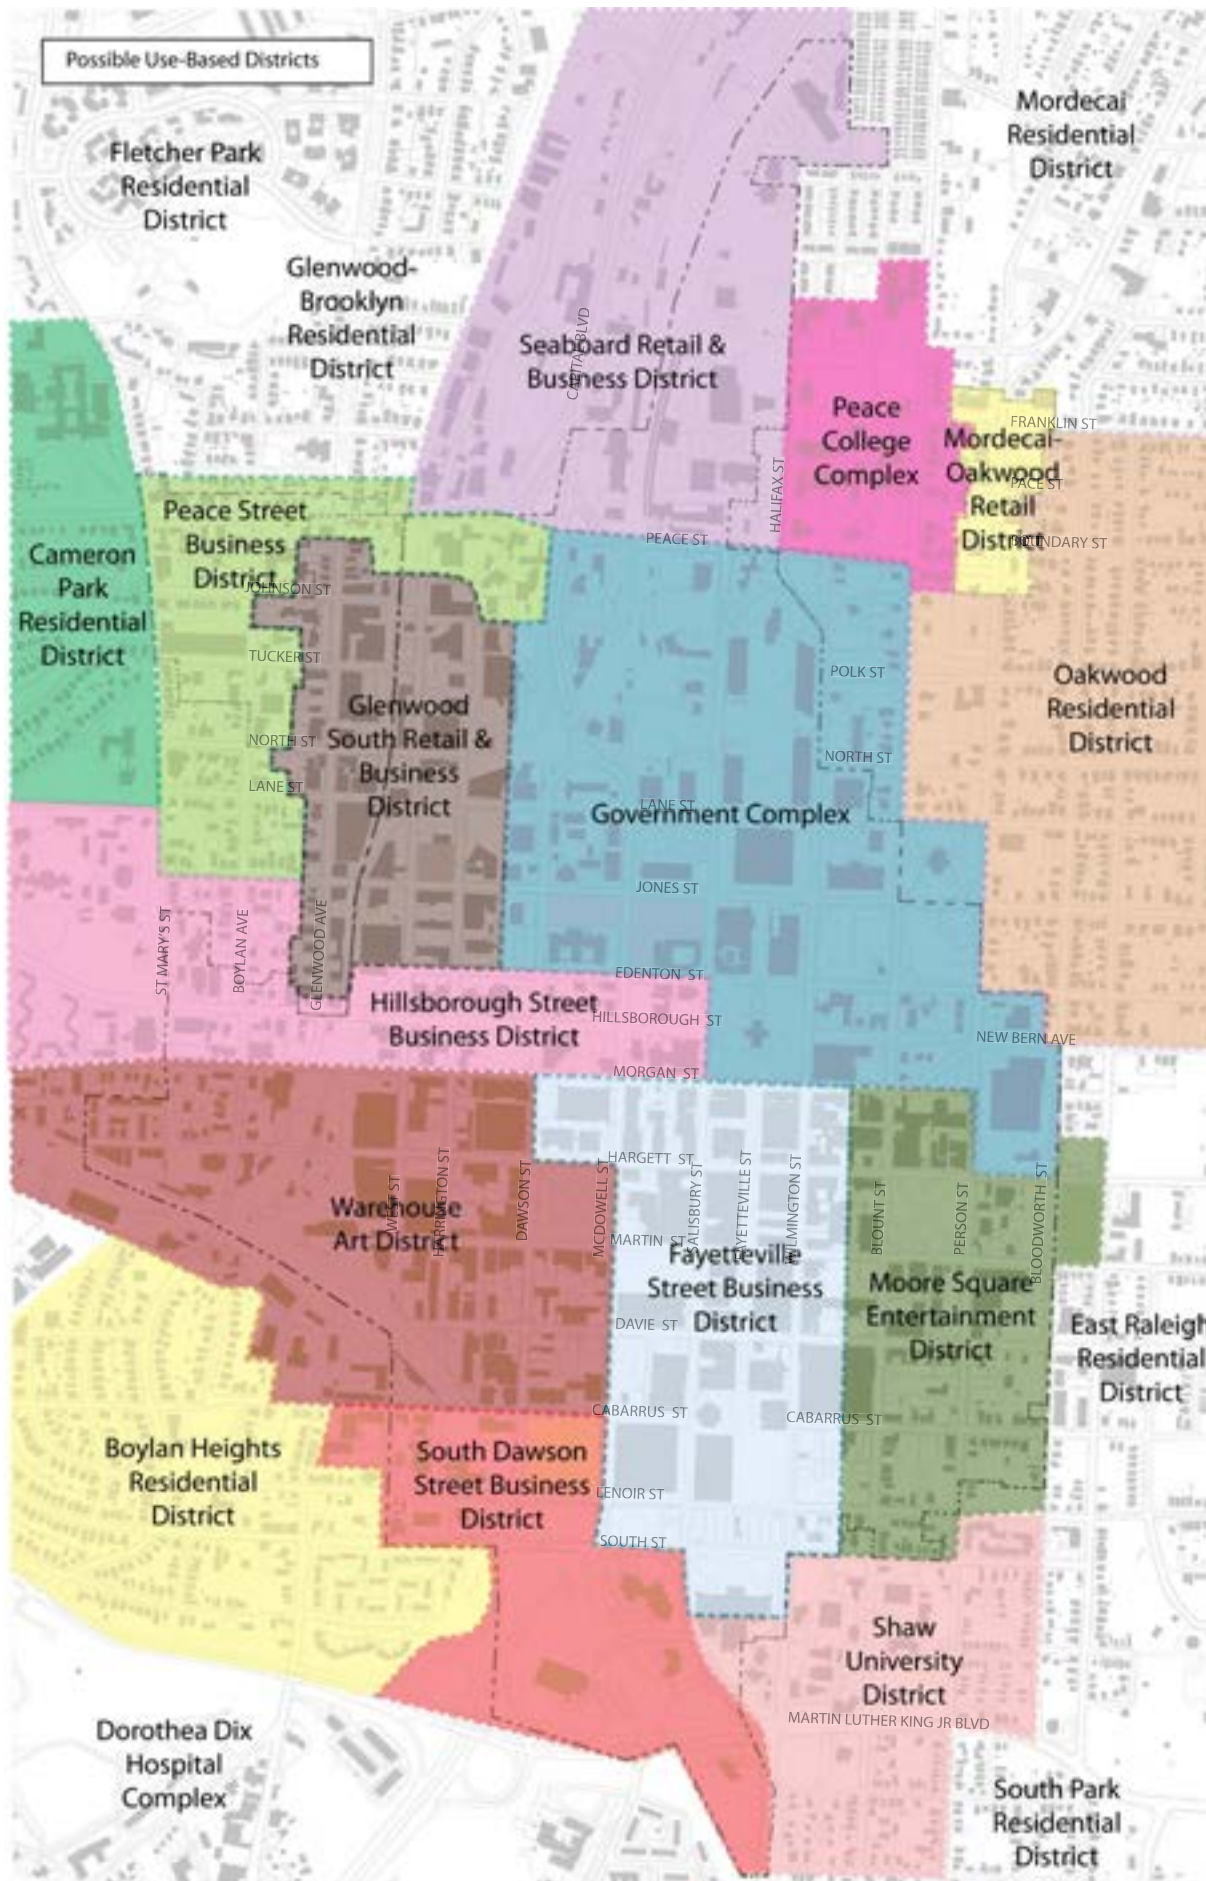 Possible Use-Based Districts
Mordecai
Residential
District
Fletcher Park
Residential
District
Glenwood-
Brooklyn
Residential
District
Seaboard Retail &
Business District
CAPITAL BLVD
Peace
College
Complex
FRANKLIN ST
Mordecai-
Oakwood
Retail
District
PACE ST
HALIFAX ST
PEACE ST
Peace Street
Business
District
Cameron
Park
Residential
District
JOHNSON ST
TUCKER ST
POLK ST
Oakwood
Residential
District
Glenwood
South Retail &
Business
District
NORTH ST
NORTH ST
LANE ST
LANE ST
Government Complex
JONES ST
ST MARY'S ST
BOYLAN AVE
GLENWOOD AVE
EDENTON ST
Hillsborough Street
Business District
HILLSBOROUGH ST
NEW BERN AVE
MORGAN ST
HARGETT ST
Warehouse
Art District
WEST ST
HARRINGTON ST
DAWSON ST
MCDOWELL ST
SALISBURY ST
FAYETTEVILLE ST
WILMINGTON ST
BLOUNT ST
PERSON ST
BLOODWORTH ST
MARTIN ST
Fayetteville
Street Business
District
Moore Square
Entertainment
District
DAVIE ST
East Raleigh
Residential
District
CABARRUS ST
CABARRUS ST
Boylan Heights
Residential
District
South Dawson
Street Business
District
LENOIR ST
SOUTH ST
Shaw
University
District
MARTIN LUTHER KING JR BLVD
Dorothea Dix
Hospital
Complex
South Park
Residential
District